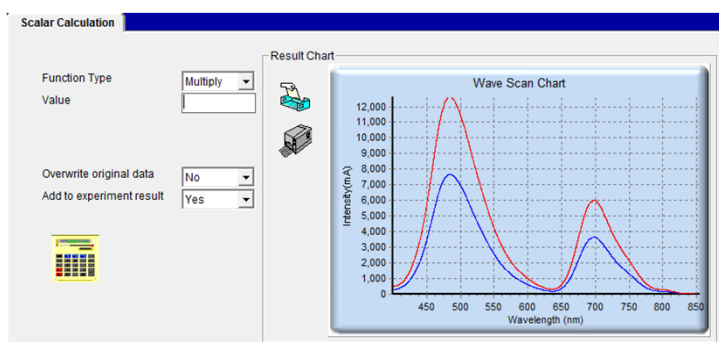 Scalar Calculation
Function Type
Multiply
Value
Overwrite original data
No
Add to experiment result
Yes
Result Chart
Wave Scan Chart
Intensity(mA)
12,000
11,000
10,000
9,000
8,000
7,000
6,000
5,000
4,000
3,000
2,000
1,000
0
450 500 550 600 650 700 750 800 850
Wavelength (nm)